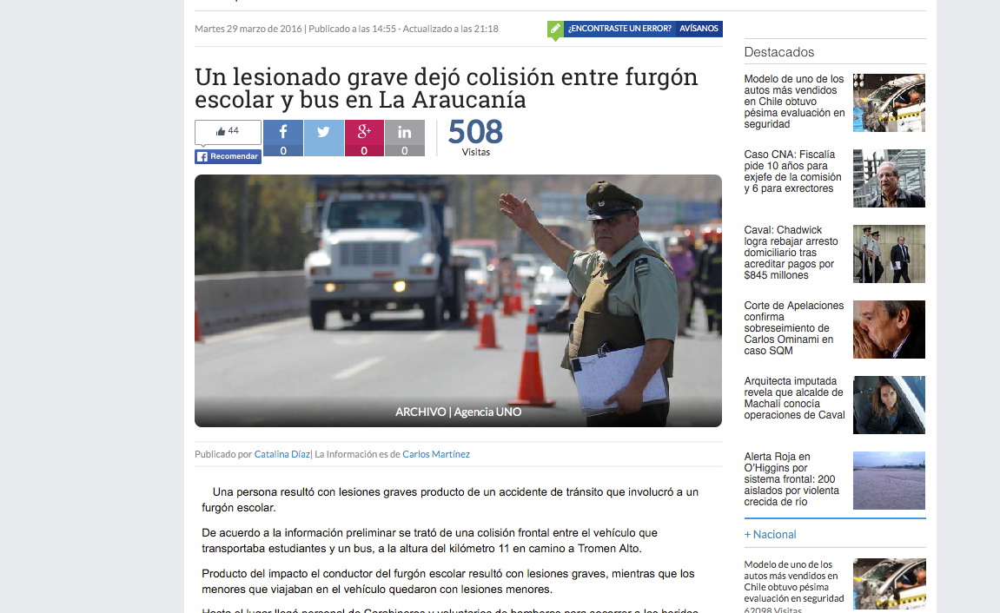 Martes 29 marzo de 2016 | Publicado a las 14:55 · Actualizado a las 21:18
¿ENCONTRASTE UN ERROR? AVÍSANOS
Un lesionado grave dejó colisión entre furgón
escolar y bus en La Araucanía
44
Recomendar
0
0
0
508
Visitas
ARCHIVO | Agencia UNO
Publicado por Catalina Díaz| La Información es de Carlos Martínez
Una persona resultó con lesiones graves producto de un accidente de tránsito que involucró a un
furgón escolar.
De acuerdo a la información preliminar se trató de una colisión frontal entre el vehículo que
transportaba estudiantes y un bus, a la altura del kilómetro 11 en camino a Tromen Alto.
Producto del impacto el conductor del furgón escolar resultó con lesiones graves, mientras que los
menores que viajaban en el vehículo quedaron con lesiones menores.
Hasta el lugar llegó personal de Carabineros y voluntarios de bomberos para socorrer a los heridos
Destacados
Modelo de uno de los
autos más vendidos
en Chile obtuvo
pésima evaluación en
seguridad
Caso CNA: Fiscalía
pide 10 años para
exjefe de la comisión
y 6 para exrectores
Caval: Chadwick
logra rebajar arresto
domiciliario tras
acreditar pagos por
$845 millones
Corte de Apelaciones
confirma
sobreseimiento de
Carlos Ominami en
caso SQM
Arquitecta imputada
revela que alcalde de
Machalí conocía
operaciones de Caval
Alerta Roja en
O'Higgins por
sistema frontal: 200
aislados por violenta
crecida de río
+ Nacional
Modelo de uno de los
autos más vendidos en
Chile obtuvo pésima
evaluación en seguridad
62098 Visitas